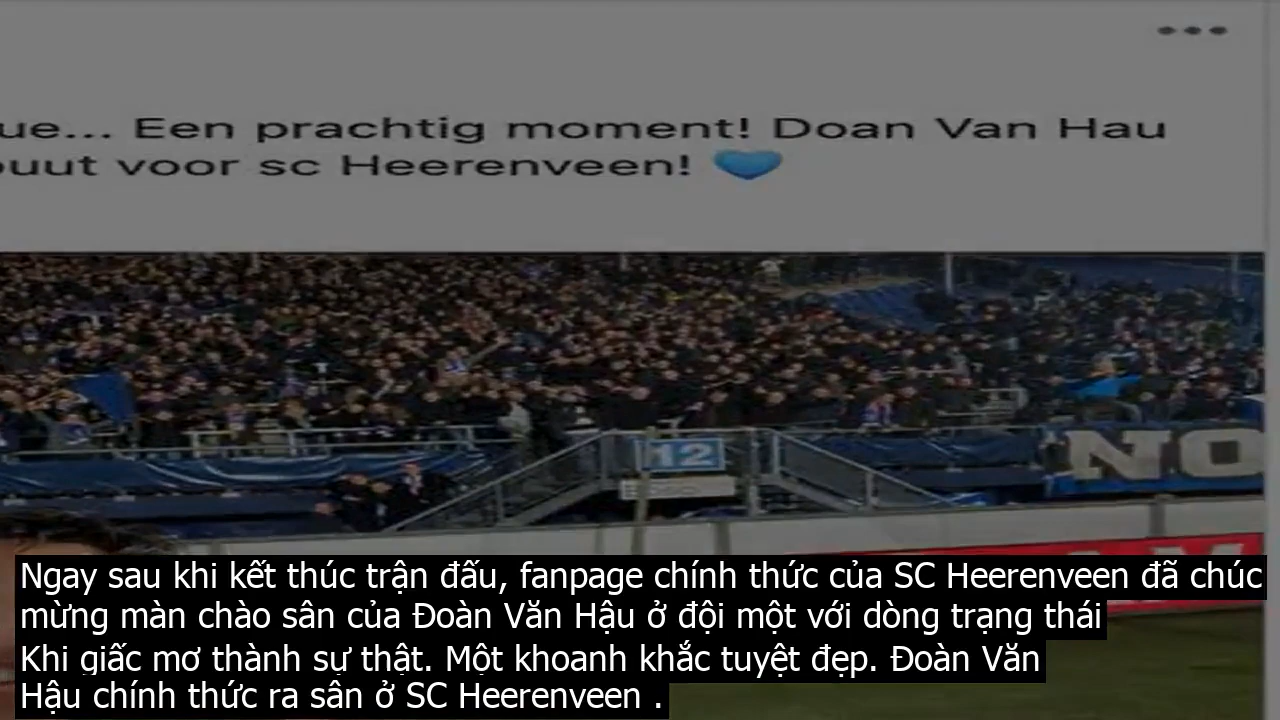 ue... Een prachtig moment! Doan Van Hau
uut voor sc Heerenveen! 💙
12
NO
Ngay sau khi kết thúc trận đấu, fanpage chính thức của SC Heerenveen đã chúc
mừng màn chào sân của Đoàn Văn Hậu ở đội một với dòng trạng thái
Khi giấc mơ thành sự thật. Một khoanh khắc tuyệt đẹp. Đoàn Văn
Hậu chính thức ra sân ở SC Heerenveen .